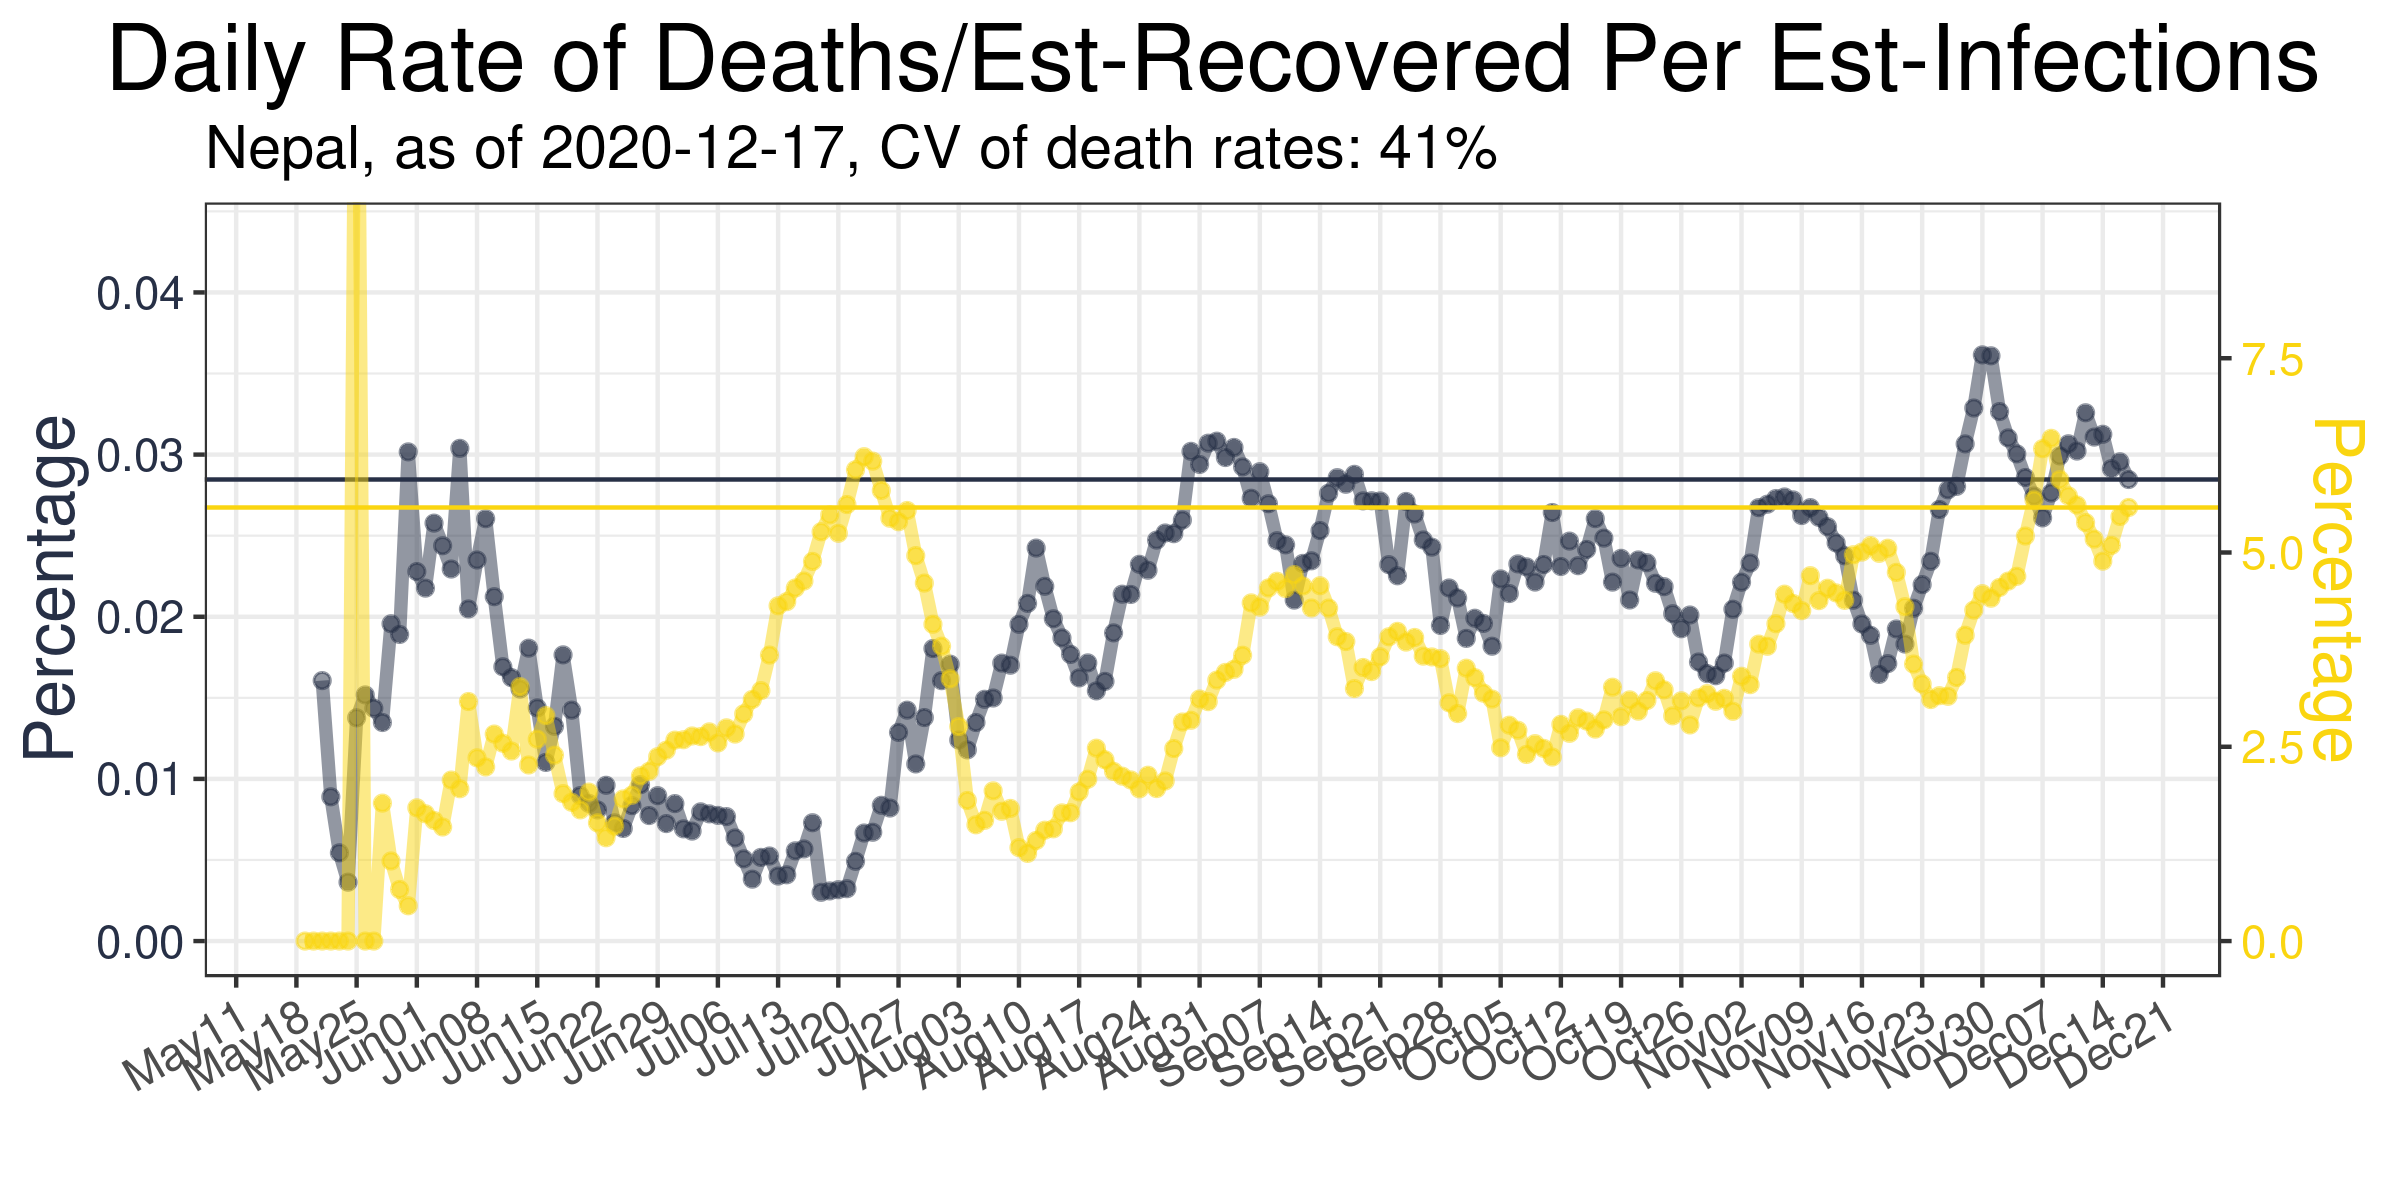 Daily Rate of Deaths/Est-Recovered Per Est-Infections
Nepal, as of 2020-12-17, CV of death rates: 41%
Percentage
0.04
0.03
0.02
0.01
0.00
7.5
5.0
2.5
0.0
Percentage
May11
May18
May25
Jun01
Jun08
Jun15
Jun22
Jun29
Jul06
Jul13
Jul20
Jul27
Aug03
Aug10
Aug17
Aug24
Aug31
Sep07
Sep14
Sep21
Sep28
Oct05
Oct12
Oct19
Oct26
Nov02
Nov09
Nov16
Nov23
Nov30
Dec07
Dec14
Dec21